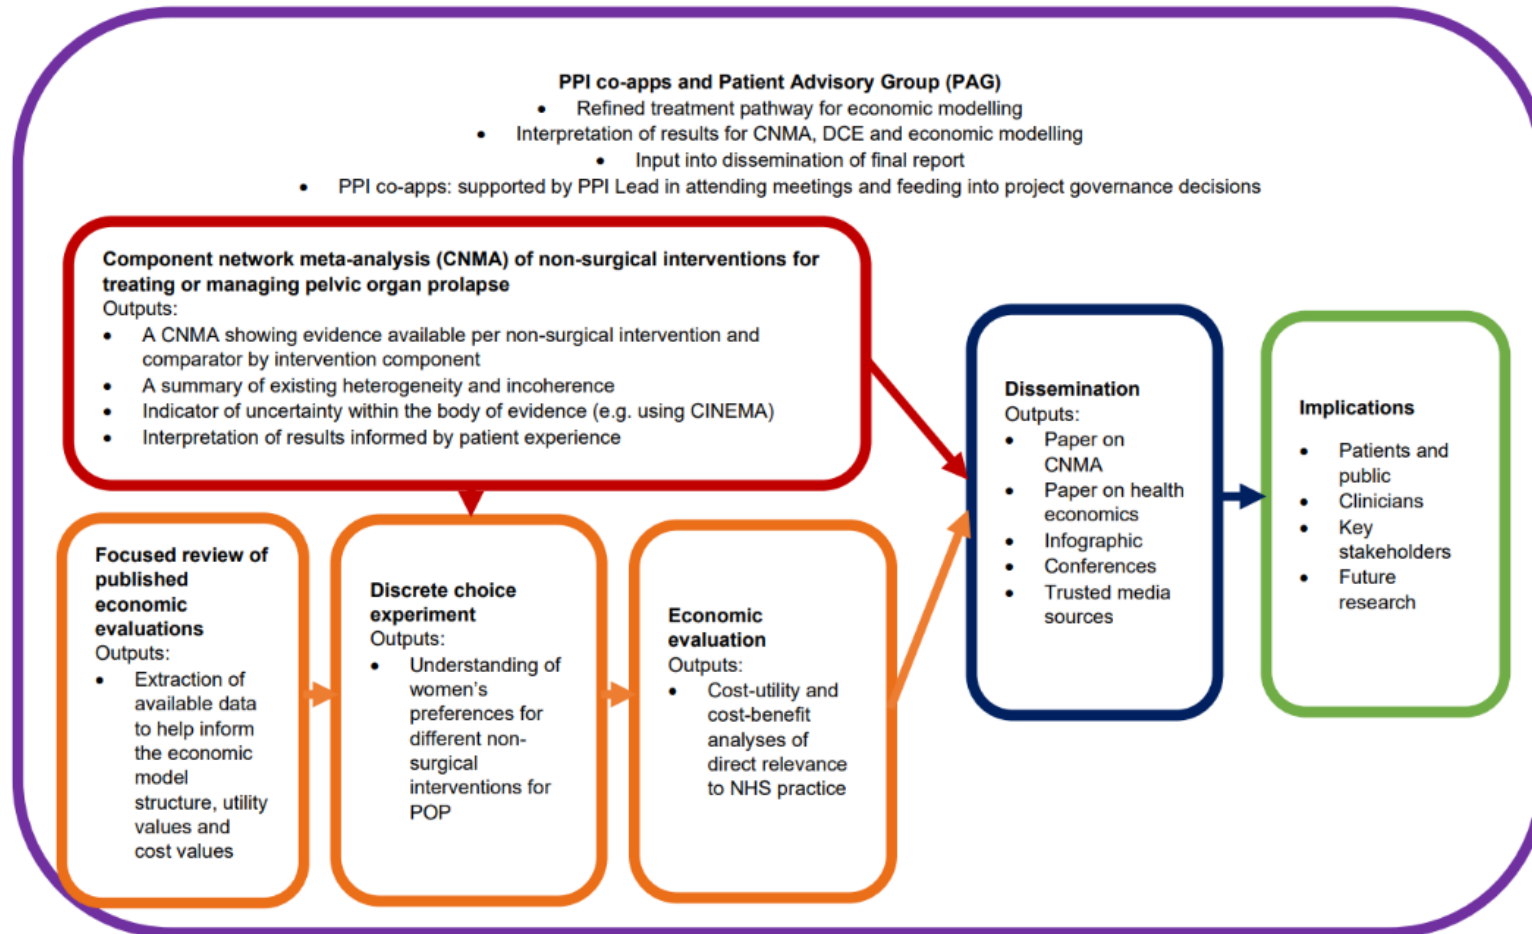 PPI co-apps and Patient Advisory Group (PAG)
• Refined treatment pathway for economic modelling
• Interpretation of results for CNMA, DCE and economic modelling
• Input into dissemination of final report
• PPI co-apps: supported by PPI Lead in attending meetings and feeding into project governance decisions
Component network meta-analysis (CNMA) of non-surgical interventions for
treating or managing pelvic organ prolapse
Outputs:
• A CNMA showing evidence available per non-surgical intervention and
comparator by intervention component
• A summary of existing heterogeneity and incoherence
• Indicator of uncertainty within the body of evidence (e.g. using CINEMA)
• Interpretation of results informed by patient experience
Focused review of
published
economic
evaluations
Outputs:
• Extraction of
available data
to help inform
the economic
model
structure, utility
values and
cost values
Discrete choice
experiment
Outputs:
• Understanding of
women's
preferences for
different non-
surgical
interventions for
POP
Economic
evaluation
Outputs:
• Cost-utility and
cost-benefit
analyses of
direct relevance
to NHS practice
Dissemination
Outputs:
• Paper on
CNMA
• Paper on health
economics
• Infographic
• Conferences
• Trusted media
sources
Implications
• Patients and
public
• Clinicians
• Key
stakeholders
• Future
research